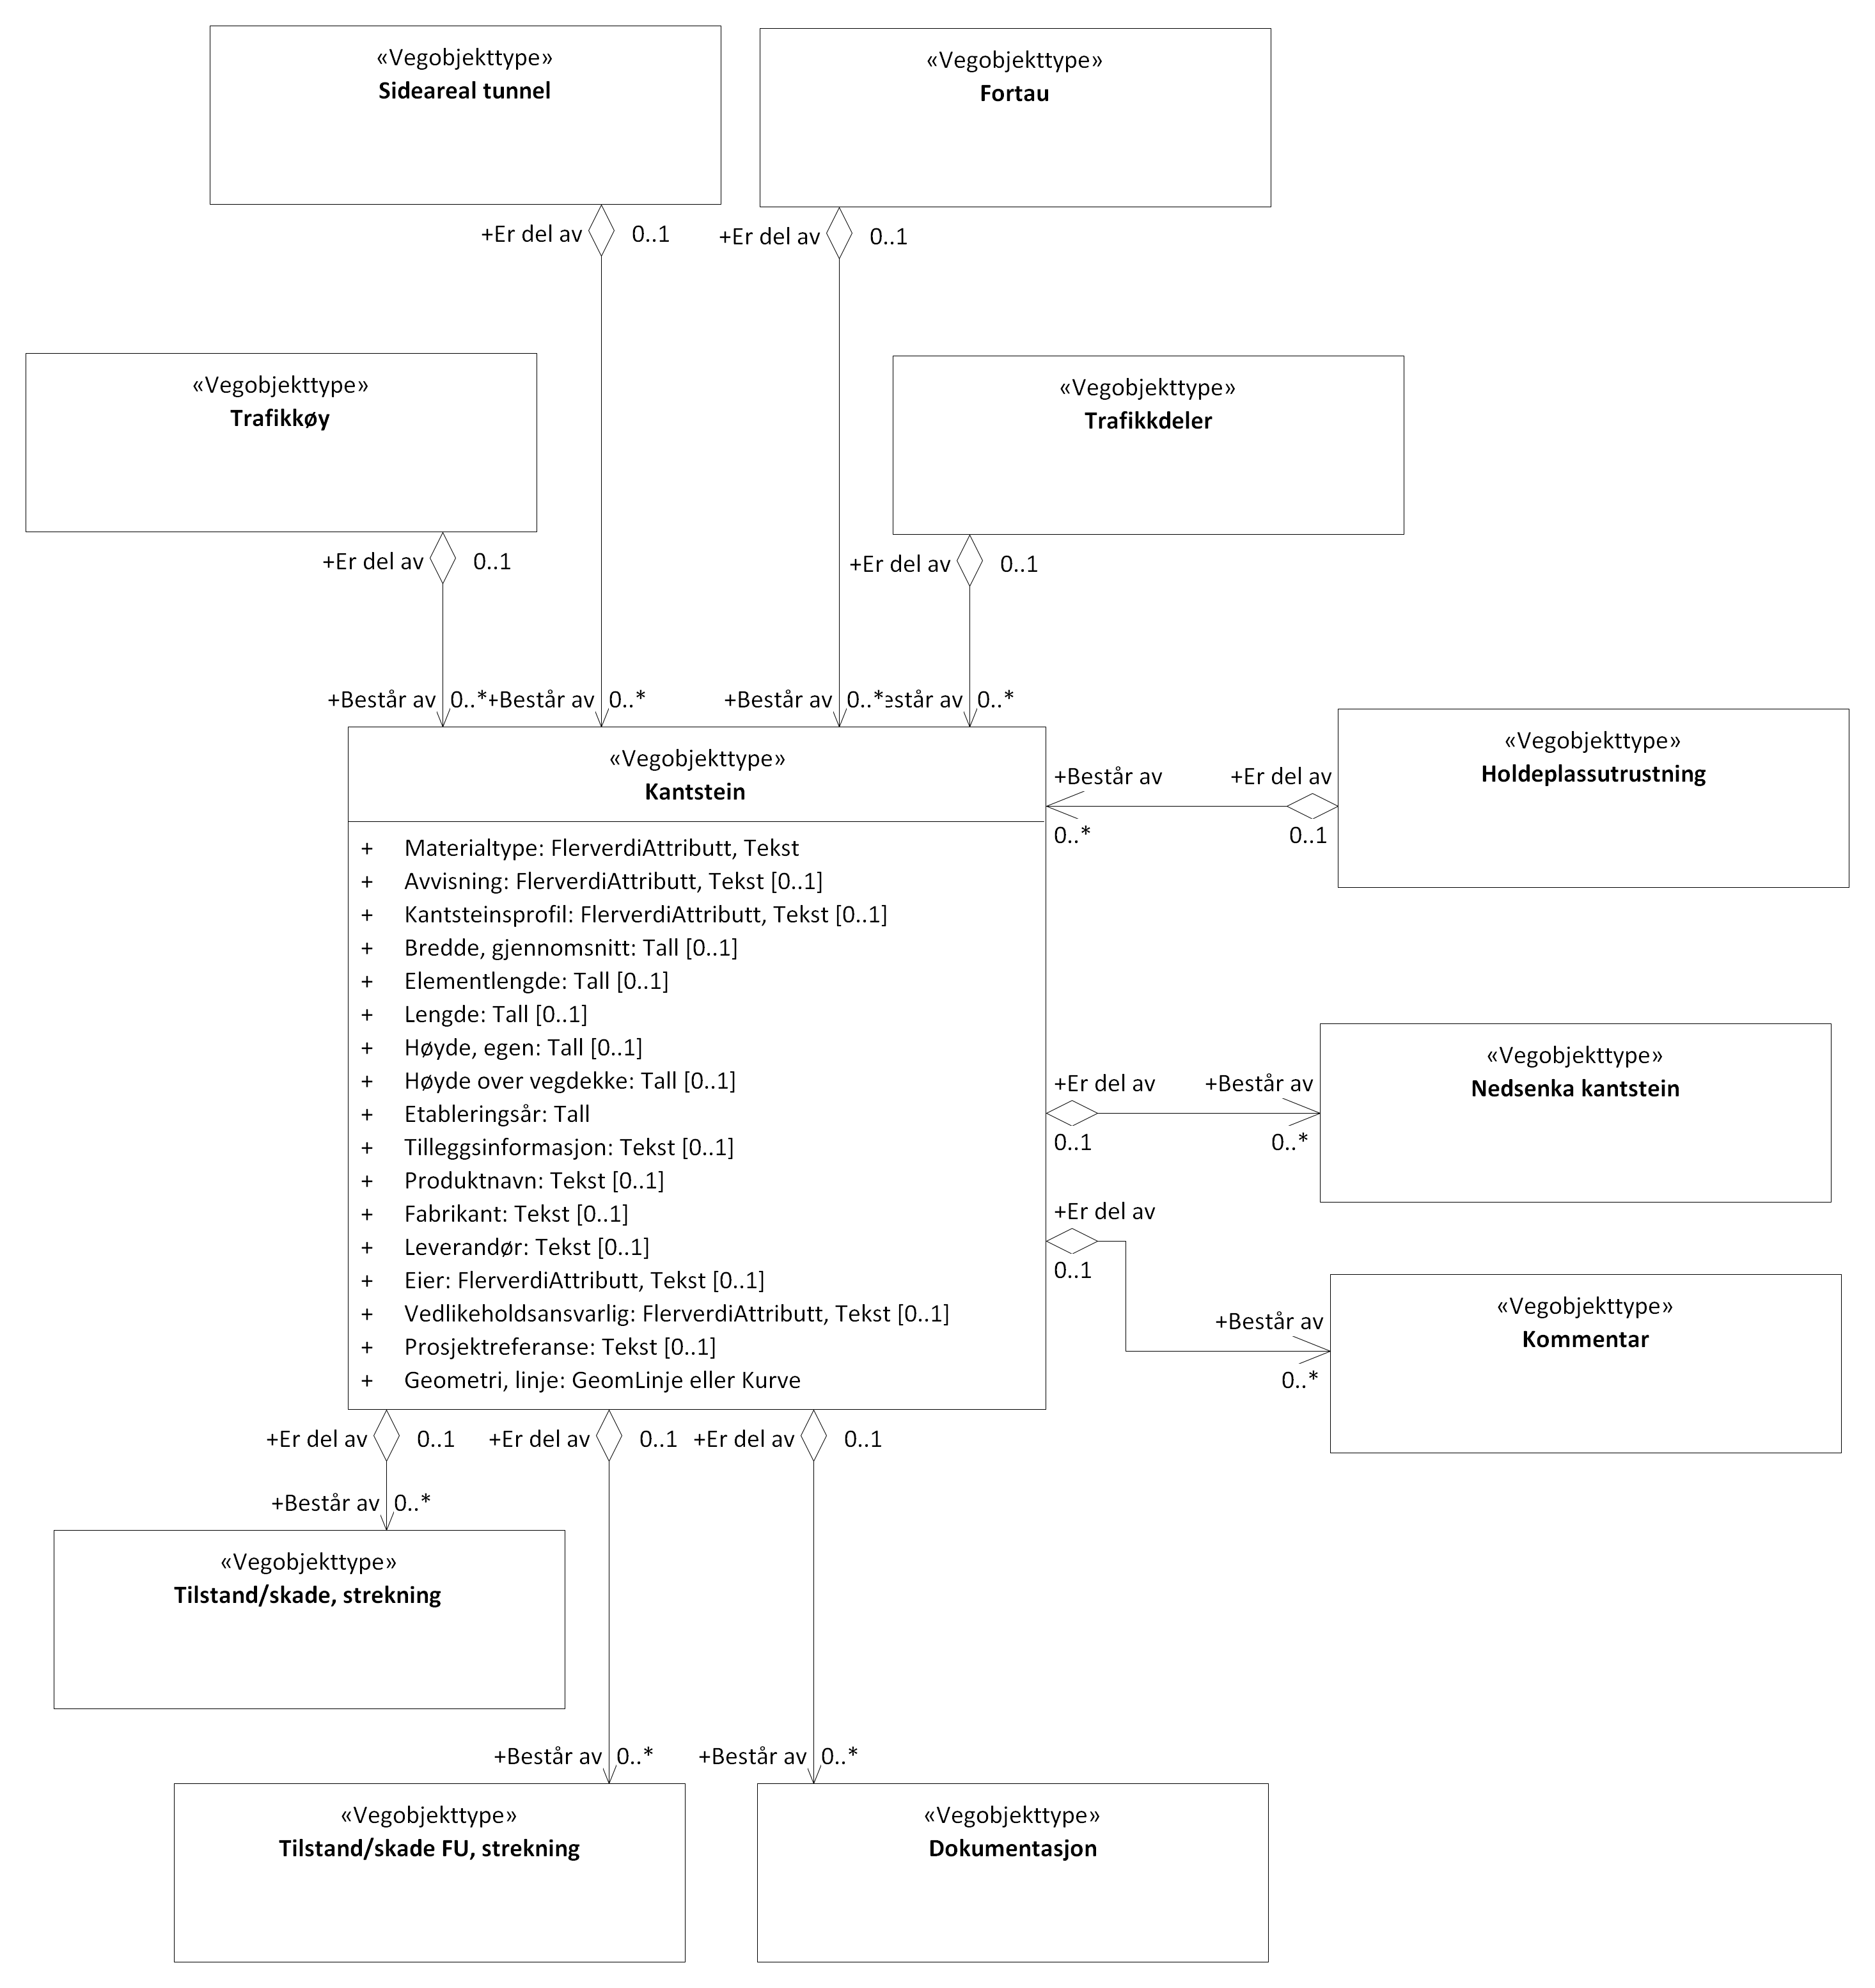 «Vegobjekttype»
Sideareal tunnel
«Vegobjekttype»
Fortau
+Er del av 0..1
+Er del av 0..1
«Vegobjekttype»
Trafikkøy
«Vegobjekttype»
Trafikkdeler
+Er del av 0..1
+Er del av 0..1
+Består av 0..*
+Består av 0..*
+Består av 0..*
estår av 0..*
«Vegobjekttype»
Kantstein
+ Materialtype: FlerverdiAttributt, Tekst
+ Avvisning: FlerverdiAttributt, Tekst [0..1]
+ Kantsteinsprofil: FlerverdiAttributt, Tekst [0..1]
+ Bredde, gjennomsnitt: Tall [0..1]
+ Elementlengde: Tall [0..1]
+ Lengde: Tall [0..1]
+ Høyde, egen: Tall [0..1]
+ Høyde over vegdekke: Tall [0..1]
+ Etableringsår: Tall
+ Tilleggsinformasjon: Tekst [0..1]
+ Produktnavn: Tekst [0..1]
+ Fabrikant: Tekst [0..1]
+ Leverandør: Tekst [0..1]
+ Eier: FlerverdiAttributt, Tekst [0..1]
+ Vedlikeholdsansvarlig: FlerverdiAttributt, Tekst [0..1]
+ Prosjektreferanse: Tekst [0..1]
+ Geometri, linje: GeomLinje eller Kurve
«Vegobjekttype»
Holdeplassutrustning
+Består av +Er del av
0..* 0..1
«Vegobjekttype»
Nedsenka kantstein
+Er del av +Består av
0..1 0..*
+Er del av
0..1
«Vegobjekttype»
Kommentar
+Består av
0..*
+Er del av 0..1
+Er del av 0..1
+Er del av 0..1
+Består av 0..*
«Vegobjekttype»
Tilstand/skade, strekning
+Består av 0..*
+Består av 0..*
«Vegobjekttype»
Tilstand/skade FU, strekning
«Vegobjekttype»
Dokumentasjon